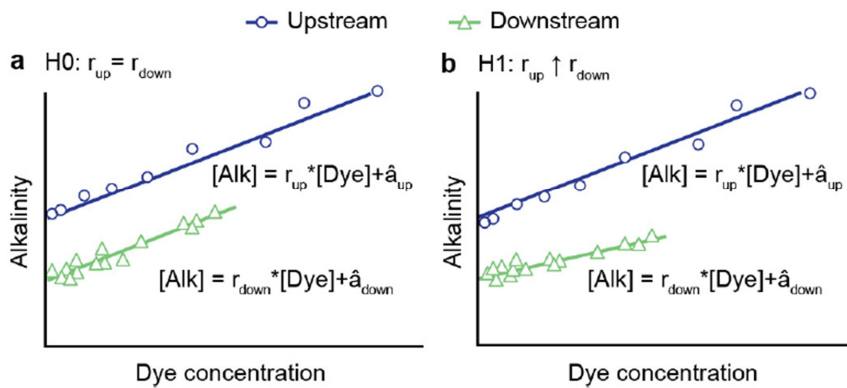 Upstream Downstream
a H0: r_up = r_down
Alkalinity
[Alk] = r_up*[Dye]+â_up
[Alk] = r_down*[Dye]+â_down
Dye concentration
b H1: r_up ↑ r_down
Alkalinity
[Alk] = r_up*[Dye]+â_up
[Alk] = r_down*[Dye]+â_down
Dye concentration